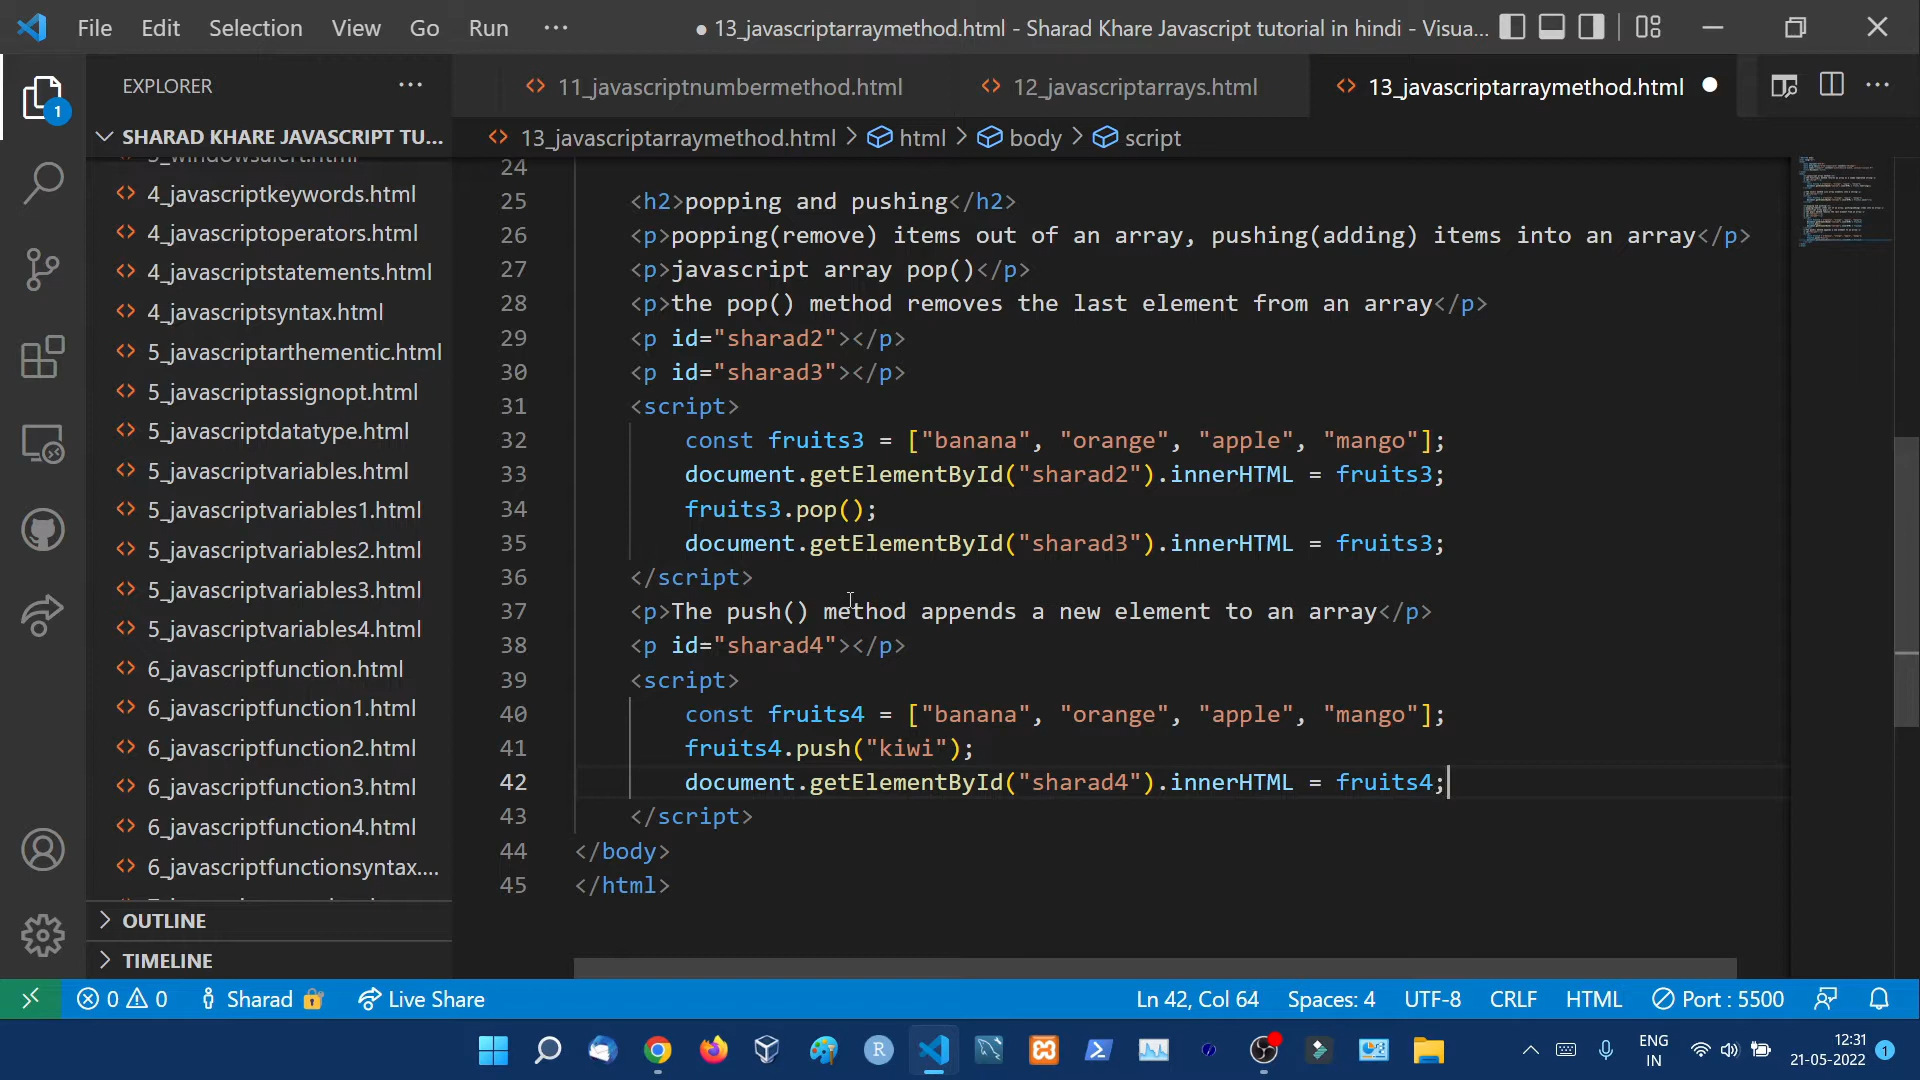 File Edit Selection View Go Run ···
● 13_javascriptarraymethod.html - Sharad Khare Javascript tutorial in hindi - Visua...
EXPLORER ···
11_javascriptnumbermethod.html
12_javascriptarrays.html
13_javascriptarraymethod.html ●
1
SHARAD KHARE JAVASCRIPT TU...
13_javascriptarraymethod.html > html > body > script
4_javascriptkeywords.html
4_javascriptoperators.html
4_javascriptstatements.html
4_javascriptsyntax.html
5_javascriptarthementic.html
5_javascriptassignopt.html
5_javascriptdatatype.html
5_javascriptvariables.html
5_javascriptvariables1.html
5_javascriptvariables2.html
5_javascriptvariables3.html
5_javascriptvariables4.html
6_javascriptfunction.html
6_javascriptfunction1.html
6_javascriptfunction2.html
6_javascriptfunction3.html
6_javascriptfunction4.html
6_javascriptfunctionsyntax....
OUTLINE
TIMELINE
24
25 <h2>popping and pushing</h2>
26 <p>popping(remove) items out of an array, pushing(adding) items into an array</p>
27 <p>javascript array pop()</p>
28 <p>the pop() method removes the last element from an array</p>
29 <p id="sharad2"></p>
30 <p id="sharad3"></p>
31 <script>
32 const fruits3 = ["banana", "orange", "apple", "mango"];
33 document.getElementById("sharad2").innerHTML = fruits3;
34 fruits3.pop();
35 document.getElementById("sharad3").innerHTML = fruits3;
36 </script>
37 <p>The push() method appends a new element to an array</p>
38 <p id="sharad4"></p>
39 <script>
40 const fruits4 = ["banana", "orange", "apple", "mango"];
41 fruits4.push("kiwi");
42 document.getElementById("sharad4").innerHTML = fruits4;
43 </script>
44 </body>
45 </html>
0 0 Sharad Live Share
Ln 42, Col 64 Spaces: 4 UTF-8 CRLF HTML Port : 5500
R
ENG
IN
12:31
21-05-2022
1